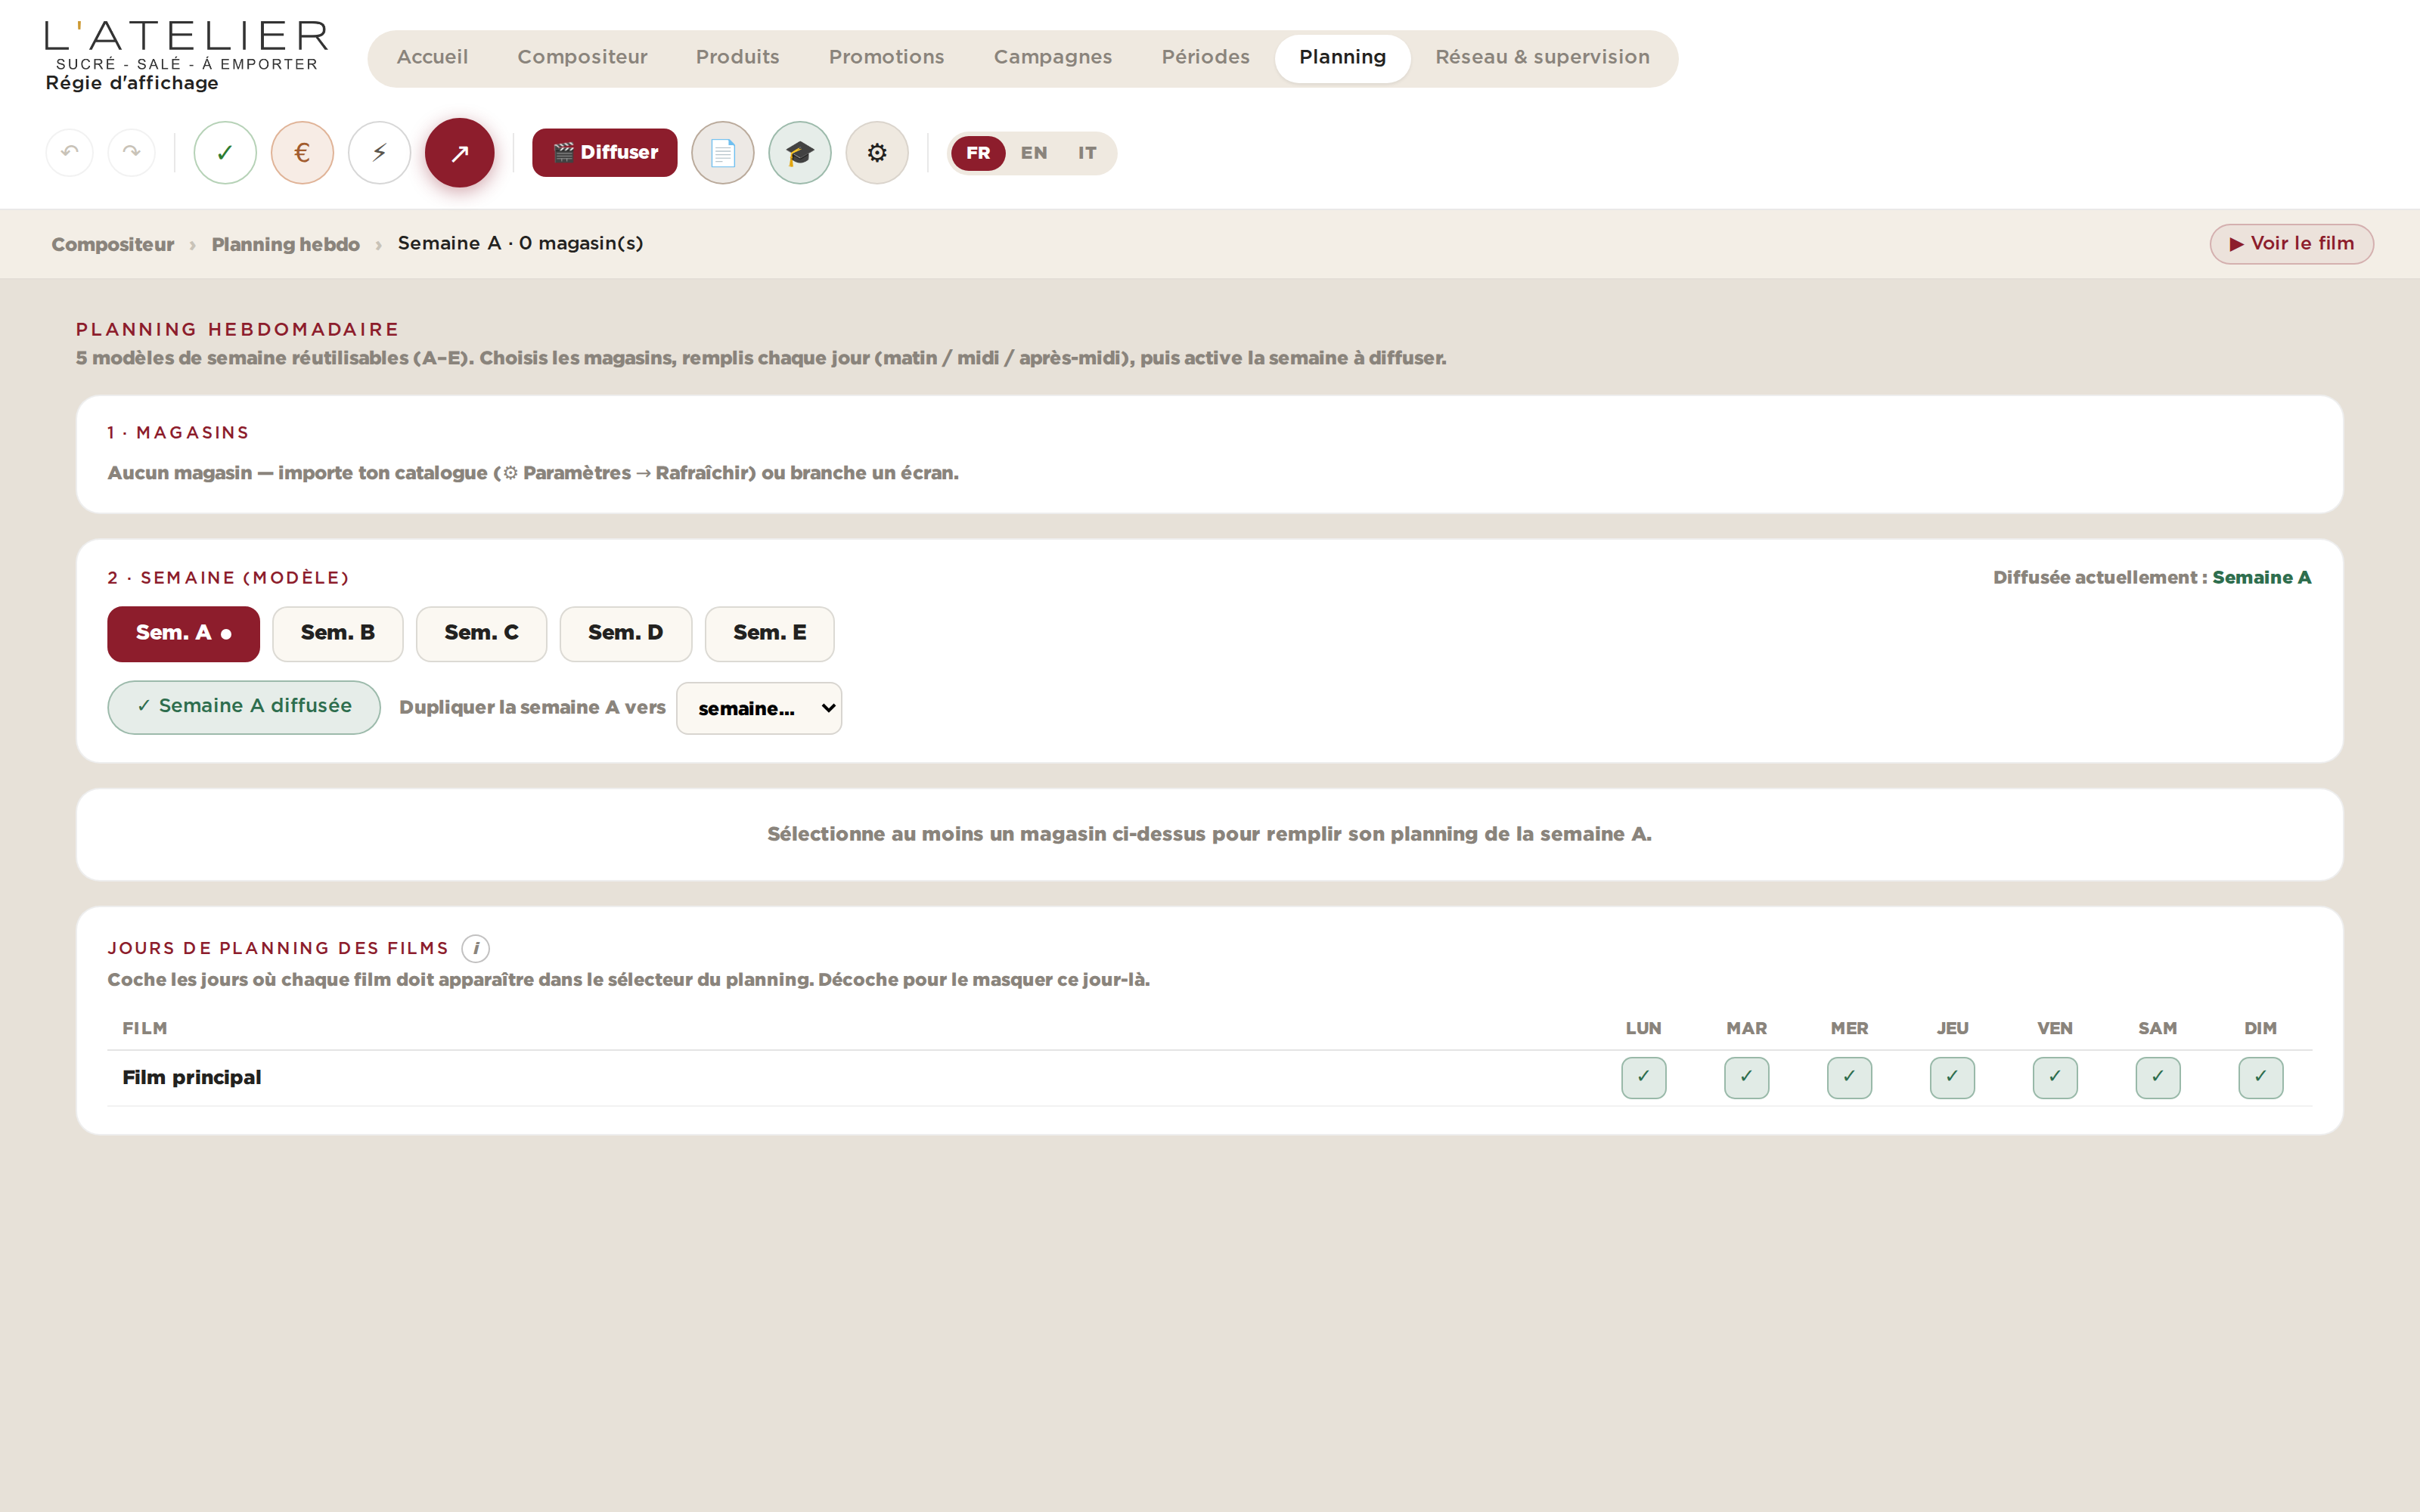 L'ATELIER
SUCRÉ - SALÉ - À EMPORTER
Régie d'affichage
Accueil Compositeur Produits Promotions Campagnes Périodes Planning Réseau & supervision
↶ ↷ ✓ € ⚡ ↗ 🎬 Diffuser 📄 🎓 ⚙ FR EN IT
Compositeur › Planning hebdo › Semaine A · 0 magasin(s) ▶ Voir le film
PLANNING HEBDOMADAIRE
5 modèles de semaine réutilisables (A–E). Choisis les magasins, remplis chaque jour (matin / midi / après-midi), puis active la semaine à diffuser.
1 · MAGASINS
Aucun magasin — importe ton catalogue (⚙ Paramètres → Rafraîchir) ou branche un écran.
2 · SEMAINE (MODÈLE) Diffusée actuellement : Semaine A
Sem. A ● Sem. B Sem. C Sem. D Sem. E
✓ Semaine A diffusée Dupliquer la semaine A vers semaine...
Sélectionne au moins un magasin ci-dessus pour remplir son planning de la semaine A.
JOURS DE PLANNING DES FILMS i
Coche les jours où chaque film doit apparaître dans le sélecteur du planning. Décoche pour le masquer ce jour-là.
FILM LUN MAR MER JEU VEN SAM DIM
Film principal ✓ ✓ ✓ ✓ ✓ ✓ ✓